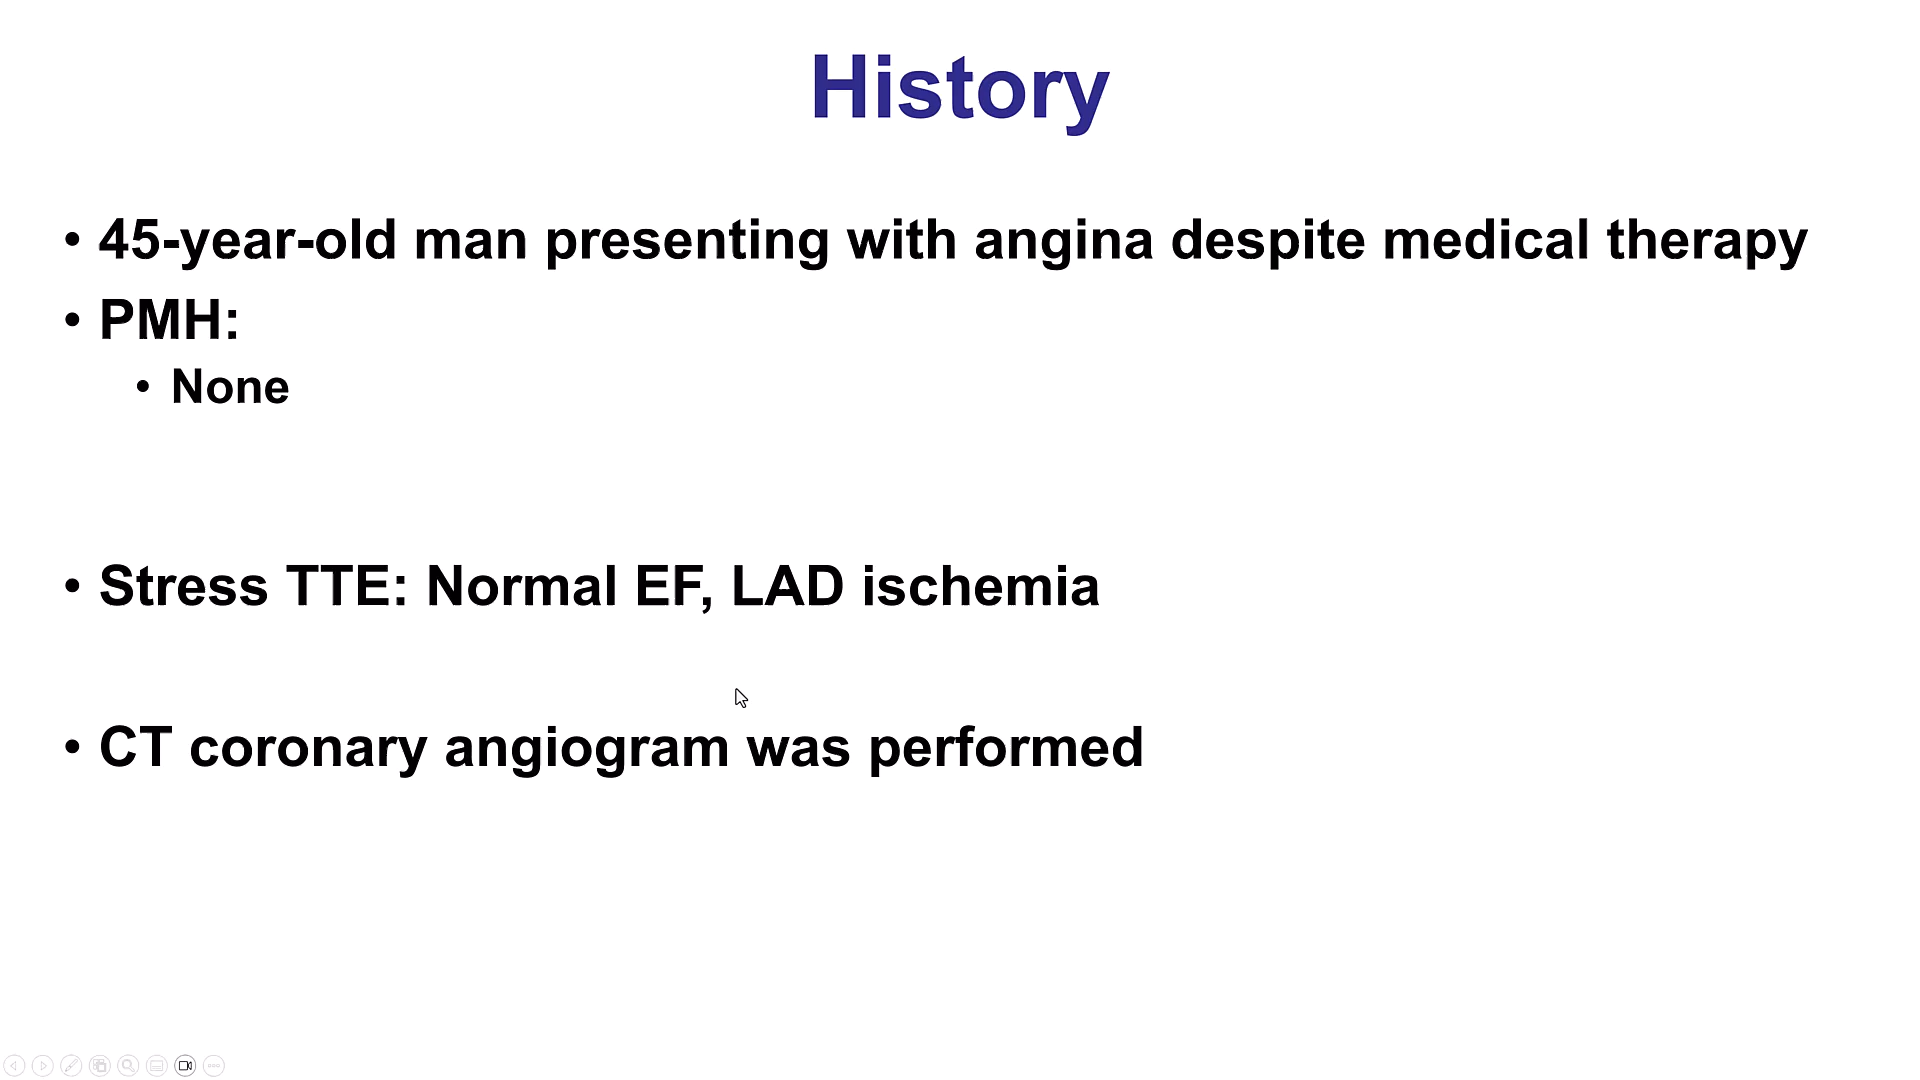 History
• 45-year-old man presenting with angina despite medical therapy
• PMH:
• None
• Stress TTE: Normal EF, LAD ischemia
• CT coronary angiogram was performed